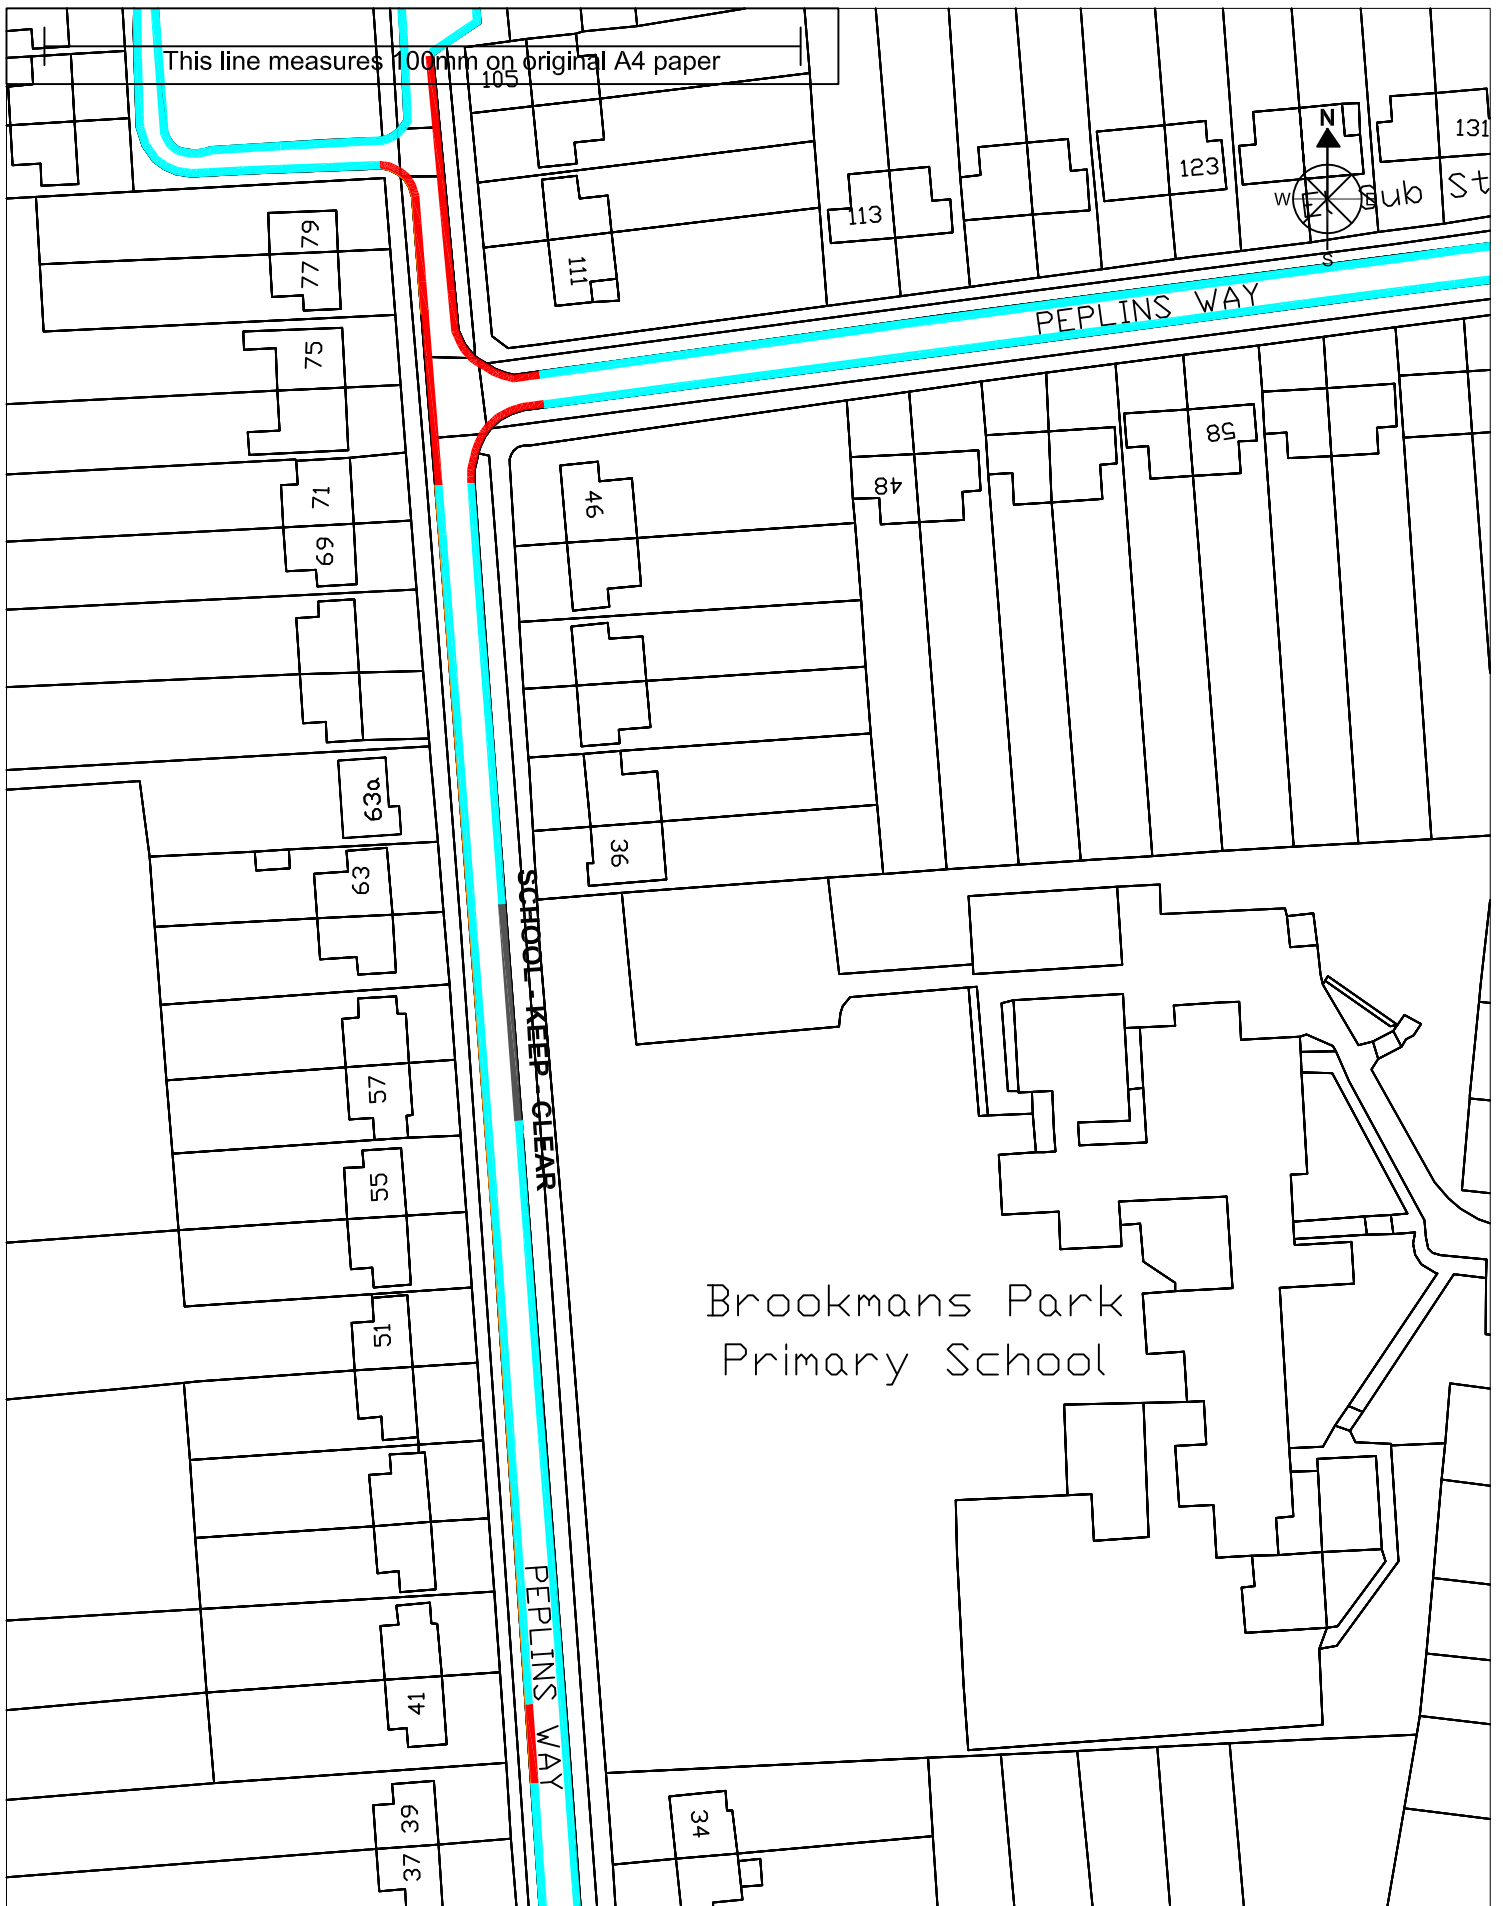 This line measures 100mm on original A4 paper
105
N
131
123
W
E
El Sub St
113
S
79
77
111
PEPLINS WAY
75
58
71
48
46
69
63a
36
63
SCHOOL - KEEP - CLEAR
57
55
Brookmans Park
Primary School
51
PEPLINS WAY
41
39
34
37